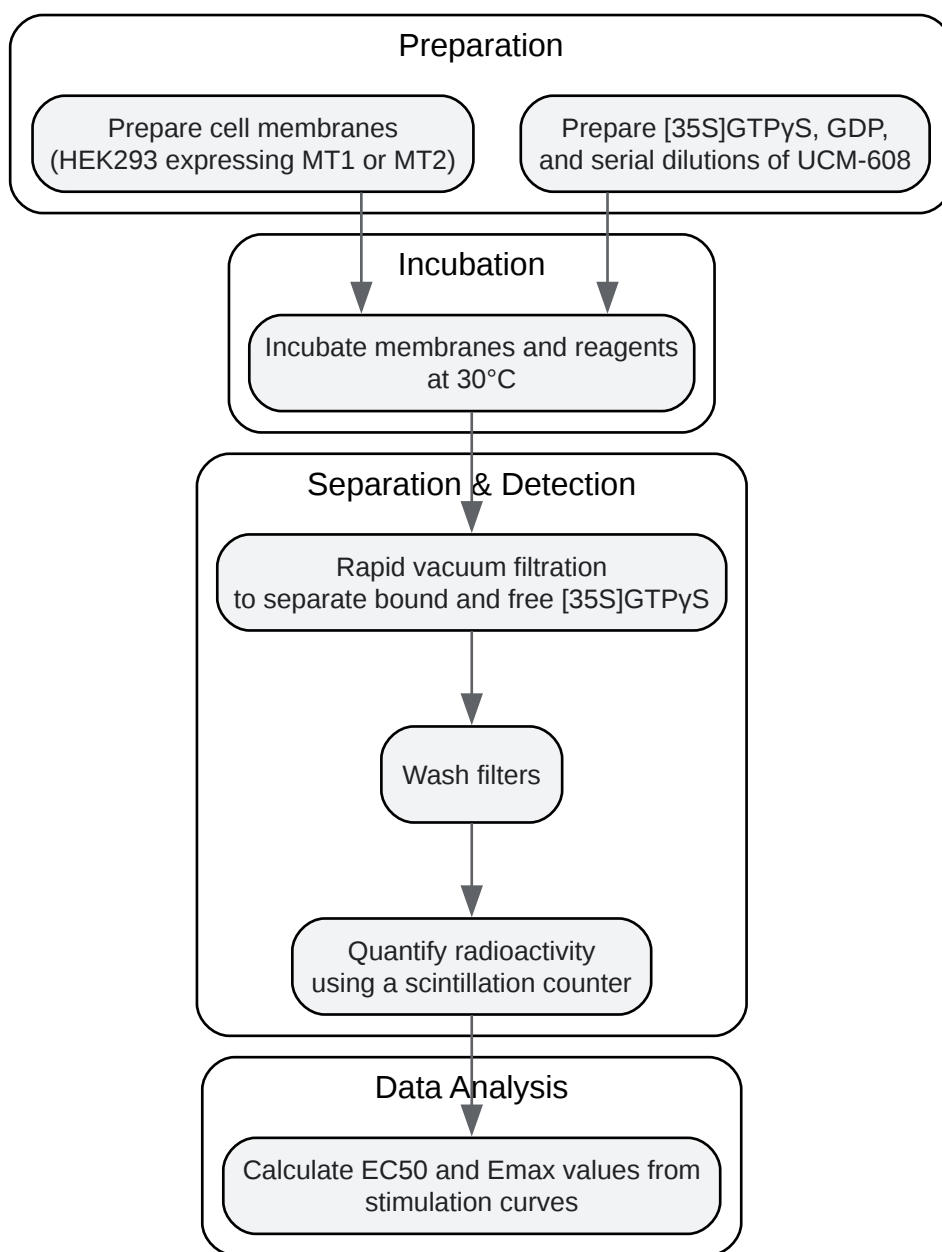 Preparation
Prepare cell membranes
(HEK293 expressing MT1 or MT2)
Prepare [35S]GTPγS, GDP,
and serial dilutions of UCM-608
Incubation
Incubate membranes and reagents
at 30°C
Separation & Detection
Rapid vacuum filtration
to separate bound and free [35S]GTPγS
Wash filters
Quantify radioactivity
using a scintillation counter
Data Analysis
Calculate EC50 and Emax values from
stimulation curves